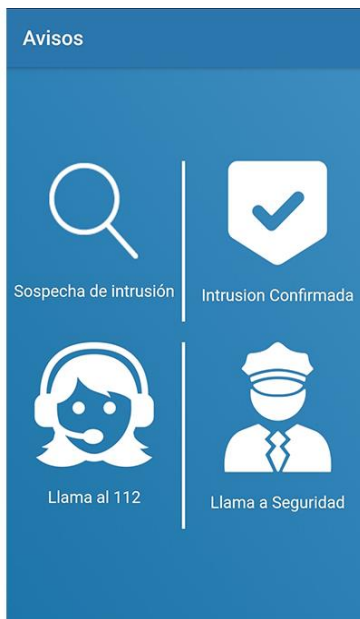 Avisos
Sospecha de intrusión
Intrusion Confirmada
Llama al 112
Llama a Seguridad